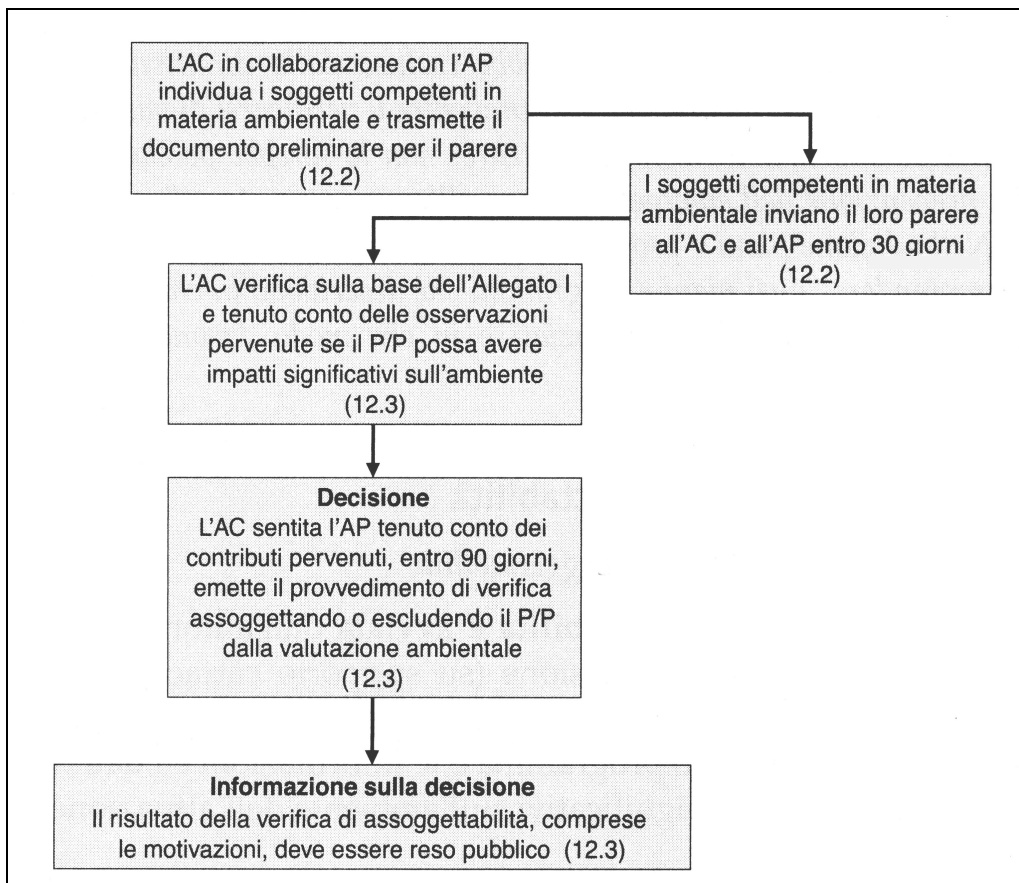 L'AC in collaborazione con l'AP
individua i soggetti competenti in
materia ambientale e trasmette il
documento preliminare per il parere
(12.2)
I soggetti competenti in materia
ambientale inviano il loro parere
all'AC e all'AP entro 30 giorni
(12.2)
L'AC verifica sulla base dell'Allegato I
e tenuto conto delle osservazioni
pervenute se il P/P possa avere
impatti significativi sull'ambiente
(12.3)
Decisione
L'AC sentita l'AP tenuto conto dei
contributi pervenuti, entro 90 giorni,
emette il provvedimento di verifica
assoggettando o escludendo il P/P
dalla valutazione ambientale
(12.3)
Informazione sulla decisione
Il risultato della verifica di assoggettabilità, comprese
le motivazioni, deve essere reso pubblico (12.3)